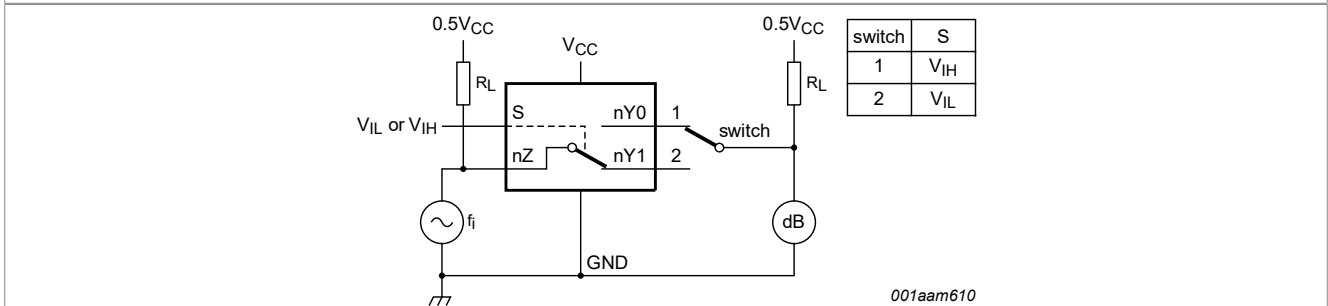 0.5VCC
0.5VCC
VCC
switch S
1 VIH
2 VIL
RL
RL
S
nY0
1
VIL or VIH
switch
nZ
nY1
2
fi
dB
GND
001aam610